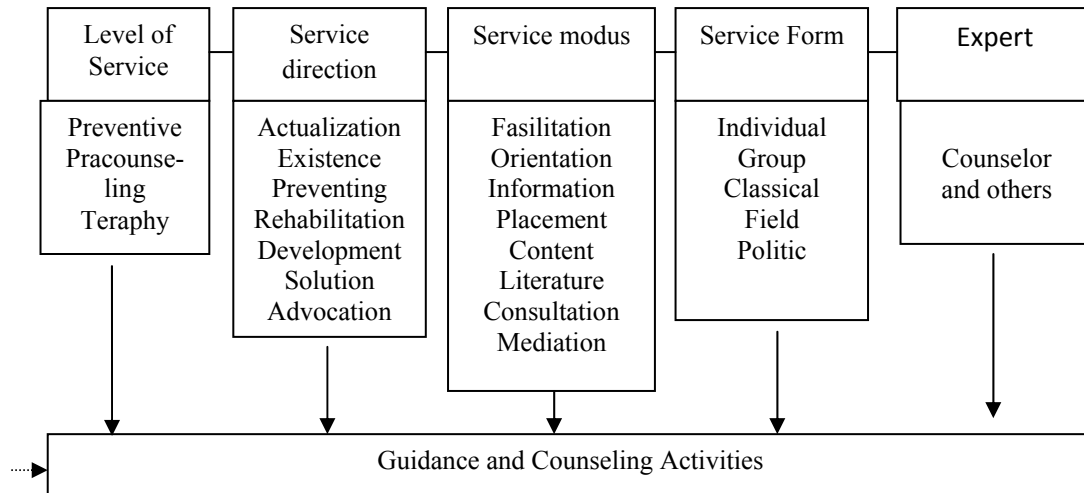 Level of
Service
Service
direction
Service modus
Service Form
Expert
Preventive
Pracounse-
ling
Teraphy
Actualization
Existence
Preventing
Rehabilitation
Development
Solution
Advocation
Fasilitation
Orientation
Information
Placement
Content
Literature
Consultation
Mediation
Individual
Group
Classical
Field
Politic
Counselor
and others
Guidance and Counseling Activities